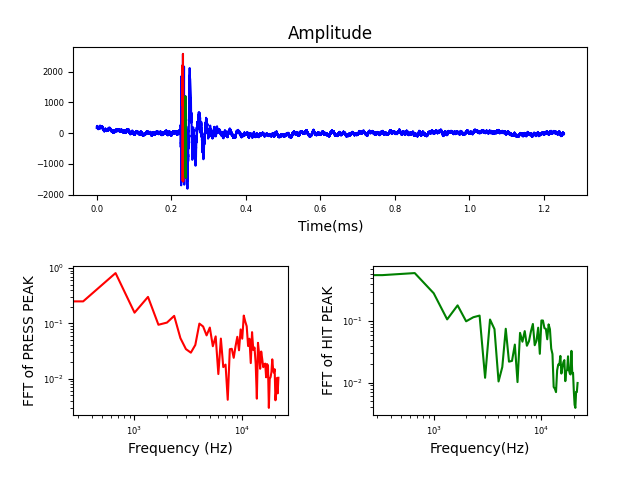 Amplitude
2000
1000
0
−1000
−2000
0.0 0.2 0.4 0.6 0.8 1.0 1.2
Time(ms)
FFT of PRESS PEAK
10⁰
10⁻¹
10⁻²
10³ 10⁴
Frequency (Hz)
FFT of HIT PEAK
10⁻¹
10⁻²
10³ 10⁴
Frequency(Hz)